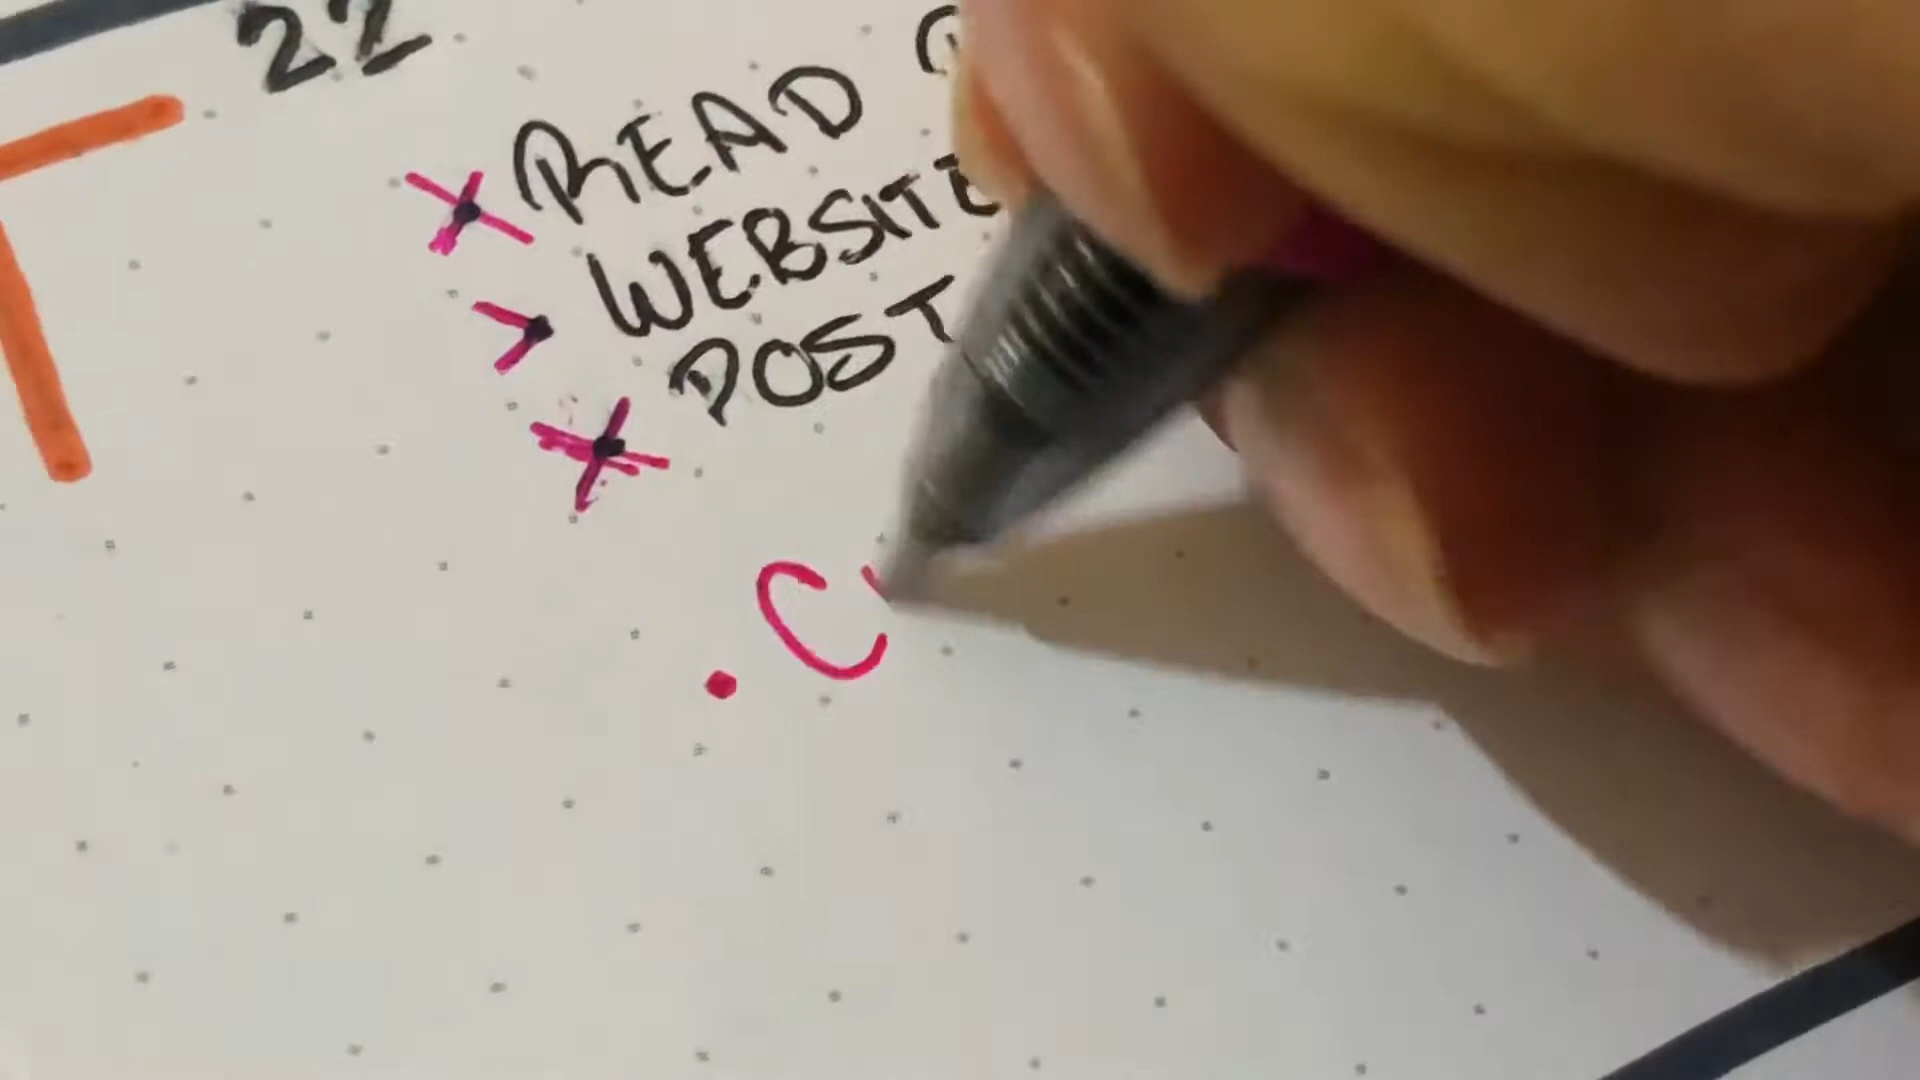 22
T
× READ
> WEBSITE
× POST
. C